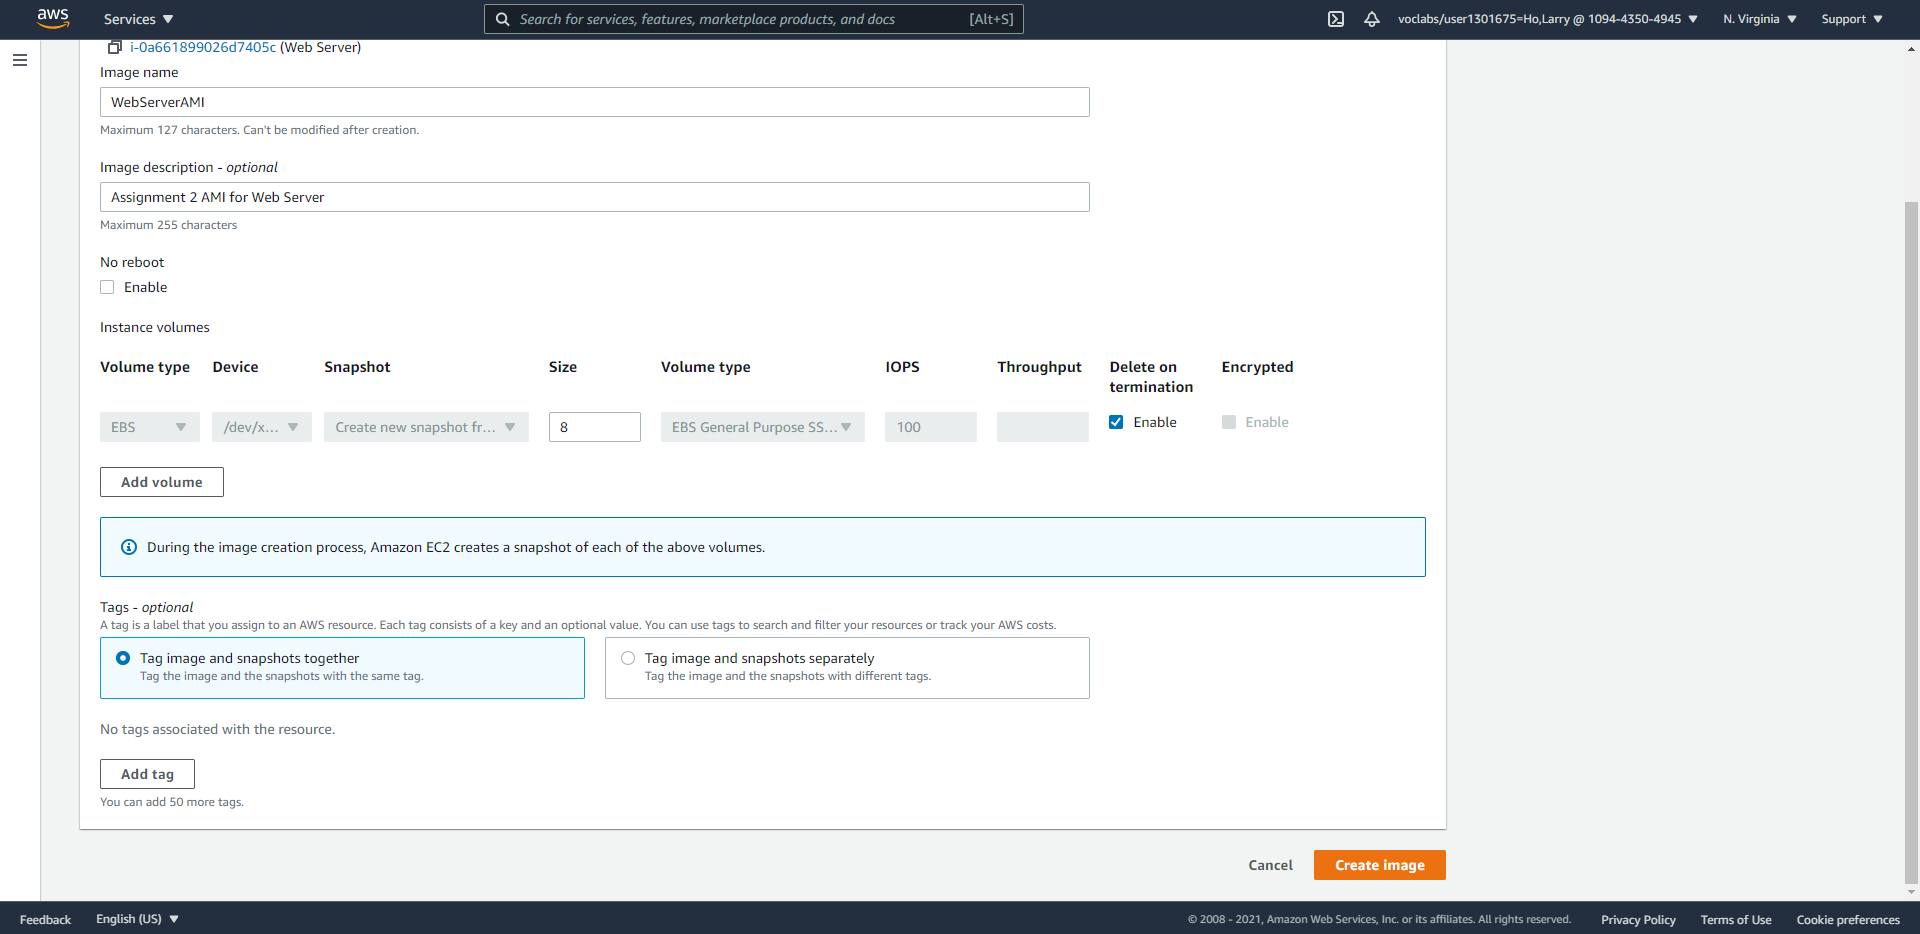 aws Services Search for services, features, marketplace products, and docs [Alt+S] voclabs/user1301675=Ho,Larry @ 1094-4350-4945 N. Virginia Support
i-0a661899026d7405c (Web Server)
Image name
WebServerAMI
Maximum 127 characters. Can't be modified after creation.
Image description - optional
Assignment 2 AMI for Web Server
Maximum 255 characters
No reboot
Enable
Instance volumes
Volume type Device Snapshot Size Volume type IOPS Throughput Delete on termination Encrypted
EBS /dev/x... Create new snapshot fr... 8 EBS General Purpose SS... 100 Enable Enable
Add volume
During the image creation process, Amazon EC2 creates a snapshot of each of the above volumes.
Tags - optional
A tag is a label that you assign to an AWS resource. Each tag consists of a key and an optional value. You can use tags to search and filter your resources or track your AWS costs.
Tag image and snapshots together
Tag the image and the snapshots with the same tag.
Tag image and snapshots separately
Tag the image and the snapshots with different tags.
No tags associated with the resource.
Add tag
You can add 50 more tags.
Cancel Create image
Feedback English (US) © 2008 - 2021, Amazon Web Services, Inc. or its affiliates. All rights reserved. Privacy Policy Terms of Use Cookie preferences